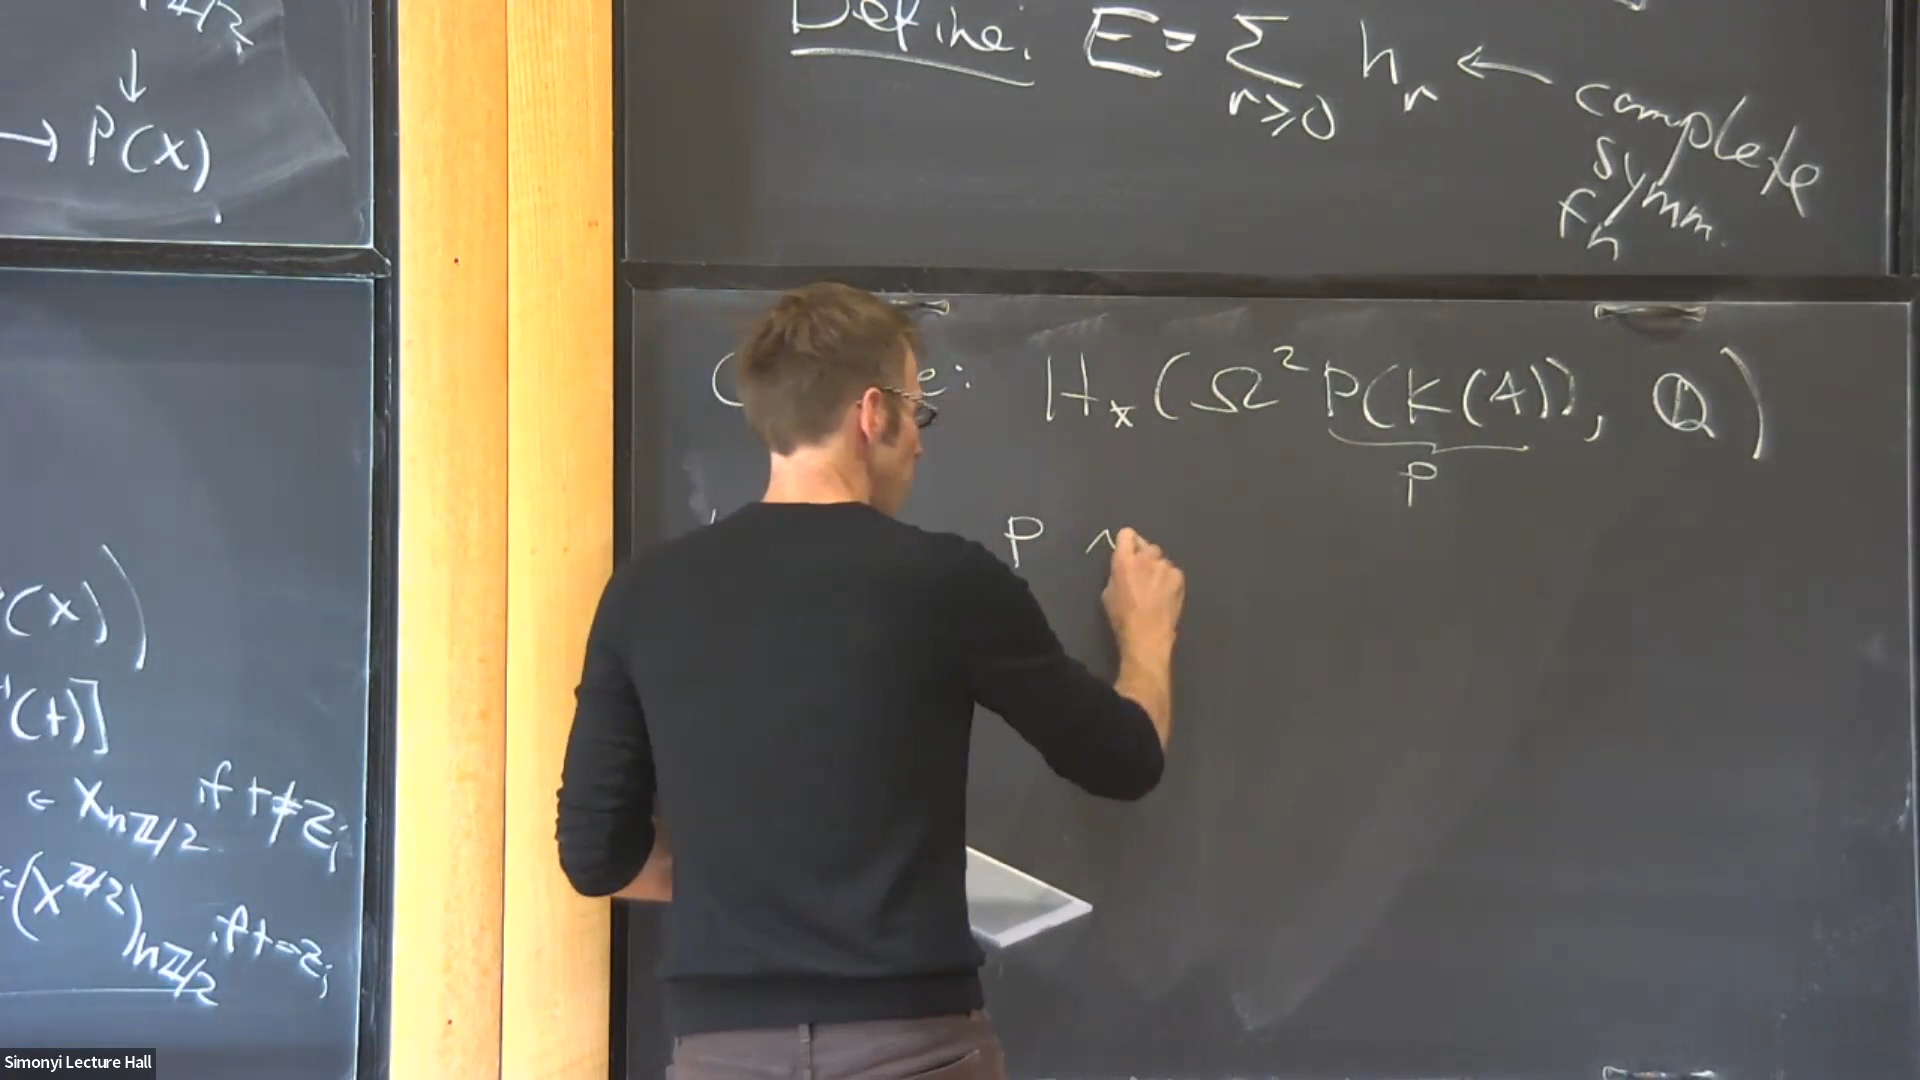 ↓
→ P(X)
(X))
(t)]
← X_{hℤ/2} if t≠z_i
(X^{ℤ/2})_{hℤ/2} if t=z_i
Define: E = Σ_{r≥0} h_r ← complete
symm.
fn
H_*(Ω²P(K(4)), ℚ)
P
P
Simonyi Lecture Hall